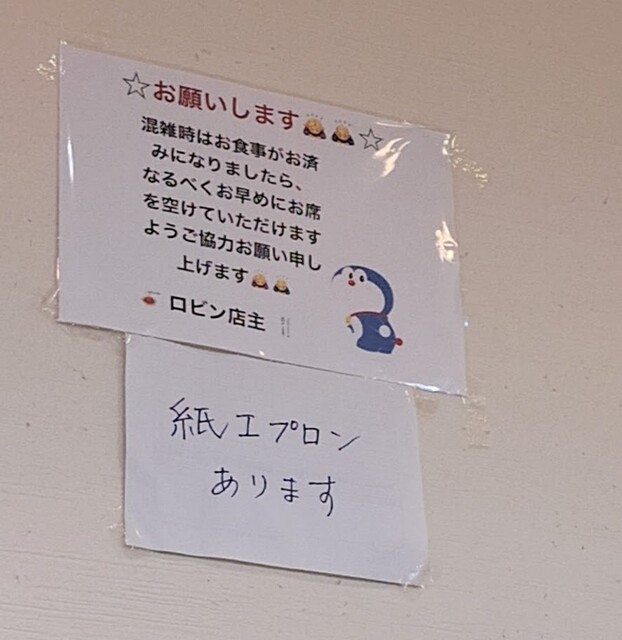 ☆お願いします🙇🙇☆
混雑時はお食事がお済
みになりましたら、
なるべくお早めにお席
を空けていただけます
ようご協力お願い申し
上げます🙇🙇
ロビン店主
紙エプロン
あります